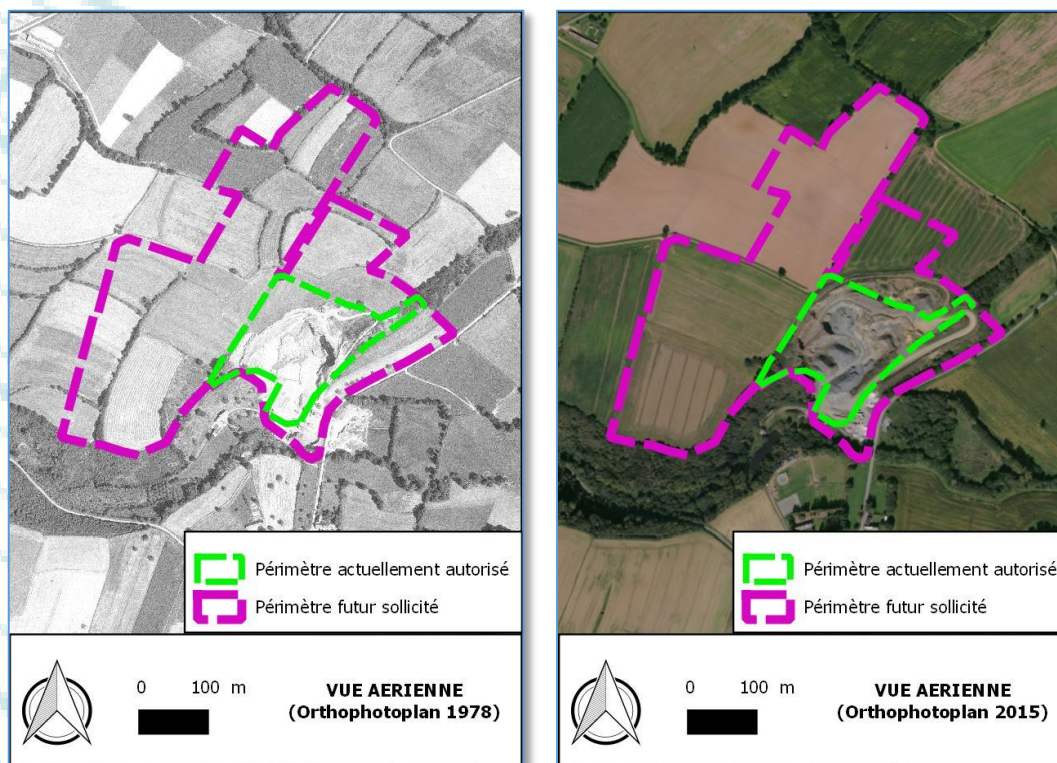 Périmètre actuellement autorisé
Périmètre futur sollicité
0 100 m
VUE AERIENNE
(Orthophotoplan 1978)
Périmètre actuellement autorisé
Périmètre futur sollicité
0 100 m
VUE AERIENNE
(Orthophotoplan 2015)